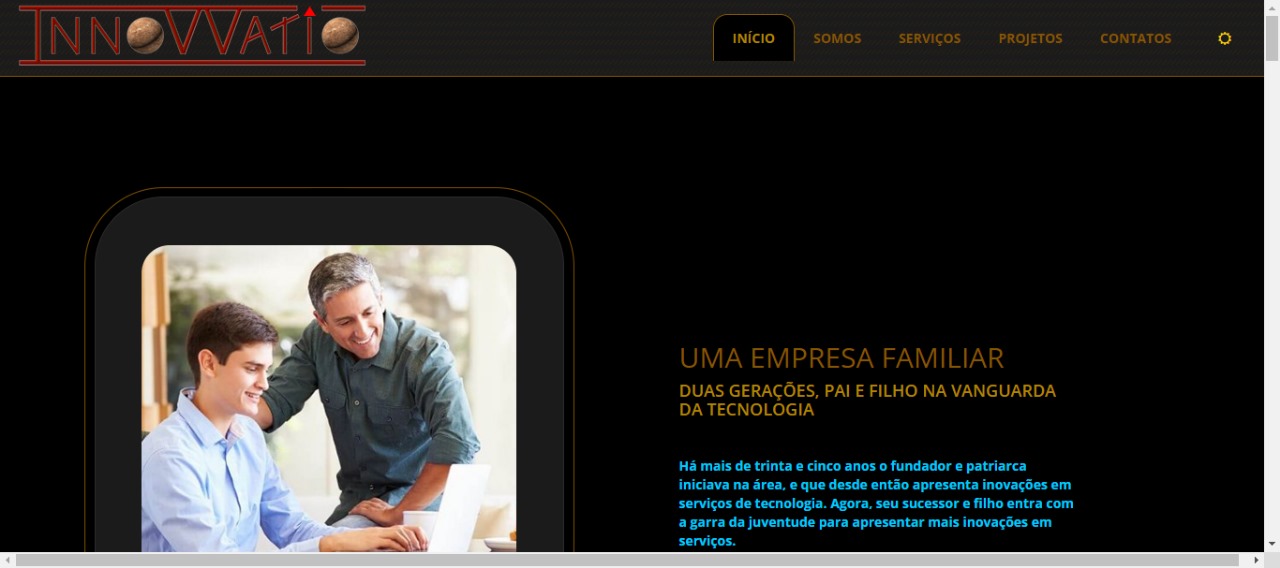 INNOVVATIO
INÍCIO SOMOS SERVIÇOS PROJETOS CONTATOS
UMA EMPRESA FAMILIAR
DUAS GERAÇÕES, PAI E FILHO NA VANGUARDA
DA TECNOLOGIA
Há mais de trinta e cinco anos o fundador e patriarca
iniciava na área, e que desde então apresenta inovações em
serviços de tecnologia. Agora, seu sucessor e filho entra com
a garra da juventude para apresentar mais inovações em
serviços.